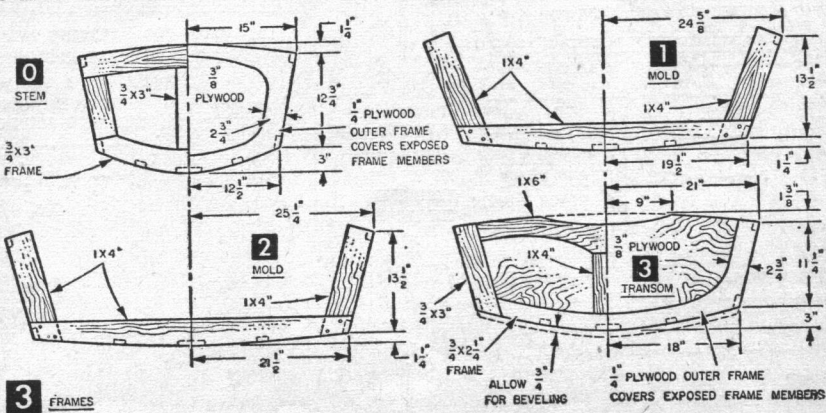 0
STEM
15"
1 1/4"
3/4 X3"
3/8"
PLYWOOD
2 3/4"
12 3/4"
3"
12 1/2"
3/4 X3"
FRAME
1/4" PLYWOOD
OUTER FRAME
COVERS EXPOSED
FRAME MEMBERS
1
MOLD
24 5/8"
1X4"
1X4"
13 1/2"
19 1/2"
1 1/4"
2
MOLD
25 1/4"
1X4"
1X4"
13 1/2"
21 1/2"
1 1/4"
3
TRANSOM
21"
9"
1 3/8"
1X6"
1X4"
3/8" PLYWOOD
2 3/4"
11 1/4"
3"
18"
3/4 X3"
3/4 X2 1/4"
FRAME
ALLOW 3/4"
FOR BEVELING
1/4" PLYWOOD OUTER FRAME
COVERS EXPOSED FRAME MEMBERS
3 FRAMES